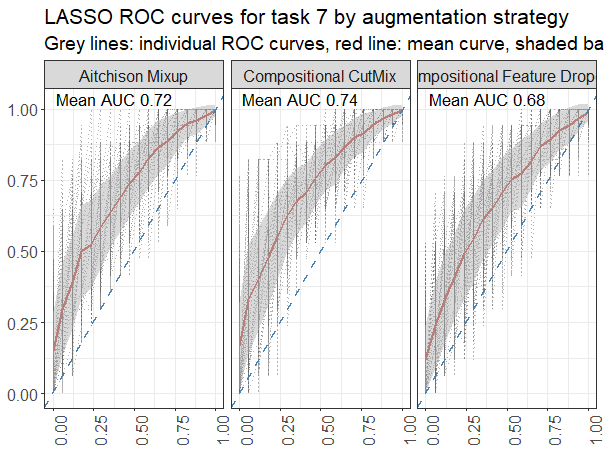 LASSO ROC curves for task 7 by augmentation strategy
Grey lines: individual ROC curves, red line: mean curve, shaded ba
Aitchison Mixup Compositional CutMix mpositional Feature Drop
Mean AUC 0.72 Mean AUC 0.74 Mean AUC 0.68
1.00
0.75
0.50
0.25
0.00
0.00 0.25 0.50 0.75 1.00 0.00 0.25 0.50 0.75 1.00 0.00 0.25 0.50 0.75 1.00